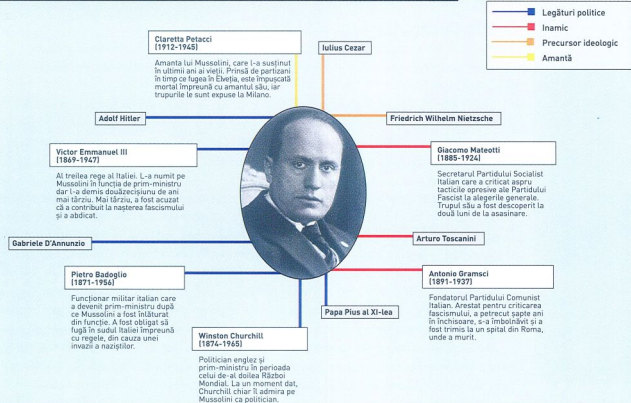 Legături politice
Inamic
Precursor ideologic
Amantă
Claretta Petacci
(1912-1945)
Amanta lui Mussolini, care l-a susținut
în ultimii ani ai vieții. Prinsă de partizani
în timp ce fugea în Elveția, este împușcată
mortal împreună cu amantul său, iar
trupurile le sunt expuse la Milano.
Iulius Cezar
Adolf Hitler
Friedrich Wilhelm Nietzsche
Victor Emmanuel III
(1869-1947)
Al treilea rege al Italiei. L-a numit pe
Mussolini în funcția de prim-ministru
dar l-a demis douăzecișiunu de ani
mai târziu. Mai târziu, a fost acuzat
că a contribuit la nașterea fascismului
și a abdicat.
Giacomo Mateotti
(1885-1924)
Secretarul Partidului Socialist
Italian care a criticat aspru
tacticile opresive ale Partidului
Fascist la alegerile generale.
Trupul său a fost descoperit la
două luni de la asasinare.
Gabriele D'Annunzio
Arturo Toscanini
Pietro Badoglio
(1871-1956)
Funcționar militar italian care
a devenit prim-ministru după
ce Mussolini a fost înlăturat
din funcție. A fost obligat să
fugă în sudul Italiei împreună
cu regele, din cauza unei
invazii a naziștilor.
Antonio Gramsci
(1891-1937)
Fondatorul Partidului Comunist
Italian. Arestat pentru criticarea
fascismului, a petrecut șapte ani
în închisoare, s-a îmbolnăvit și a
fost trimis la un spital din Roma,
unde a murit.
Papa Pius al XI-lea
Winston Churchill
(1874-1965)
Politician englez și
prim-ministru în perioada
celui de-al doilea Război
Mondial. La un moment dat,
Churchill chiar îl admira pe
Mussolini ca politician.